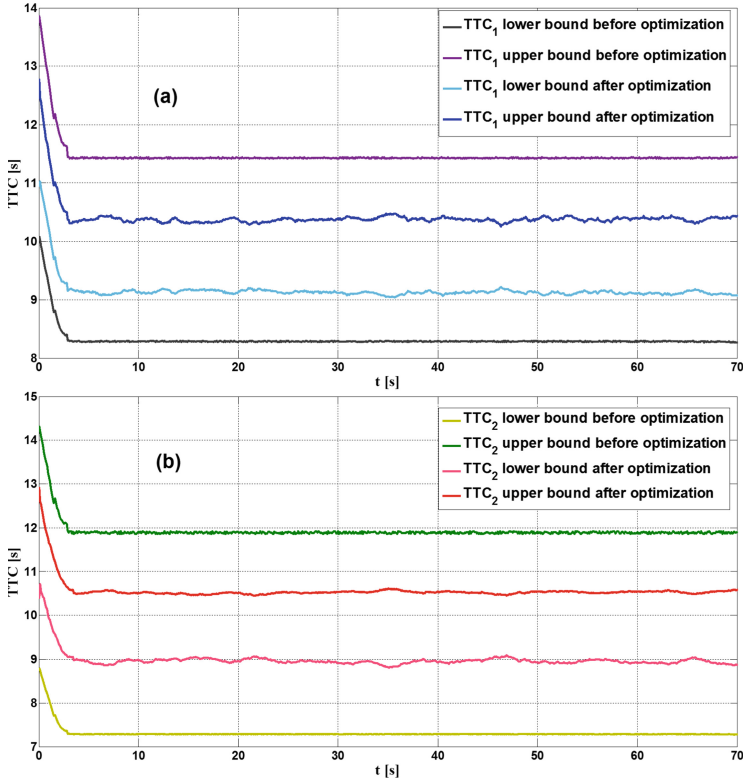 14
13
12
11
10
9
8
TTC [s]
(a)
TTC1 lower bound before optimization
TTC1 upper bound before optimization
TTC1 lower bound after optimization
TTC1 upper bound after optimization
0 10 20 30 40 50 60 70
t [s]
15
14
13
12
11
10
9
8
7
TTC [s]
(b)
TTC2 lower bound before optimization
TTC2 upper bound before optimization
TTC2 lower bound after optimization
TTC2 upper bound after optimization
0 10 20 30 40 50 60 70
t [s]